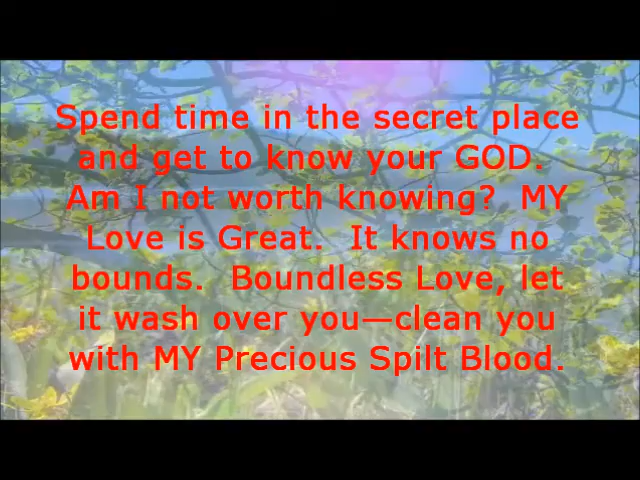 Spend time in the secret place
and get to know your GOD.
Am I not worth knowing?  MY
Love is Great.  It knows no
bounds.  Boundless Love, let
it wash over you—clean you
with MY Precious Spilt Blood.